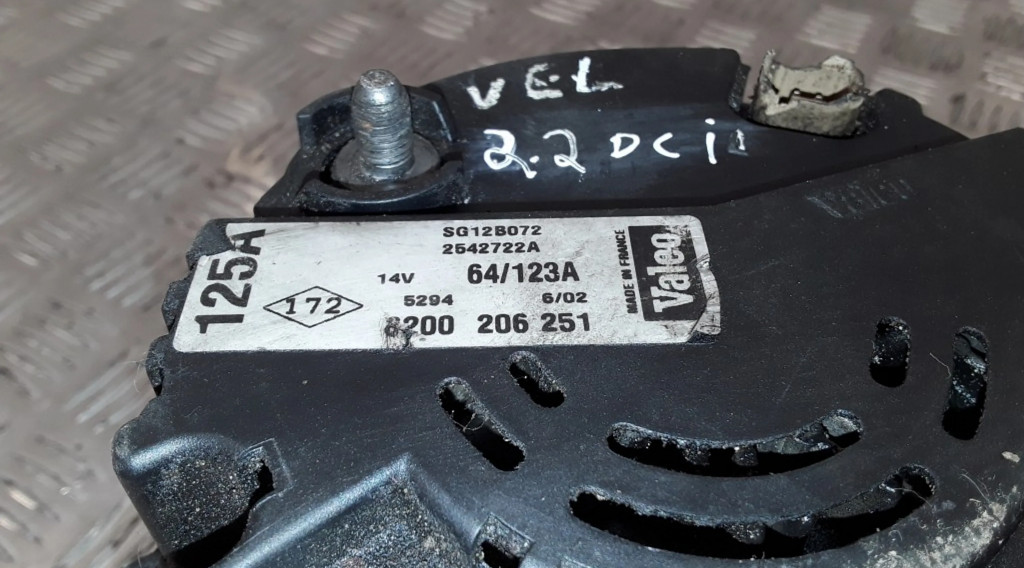 VEL
2.2 DCi
125A
SG12B072
2542722A
14V 64/123A
172
5294 6/02
8200 206 251
MADE IN FRANCE
Valeo